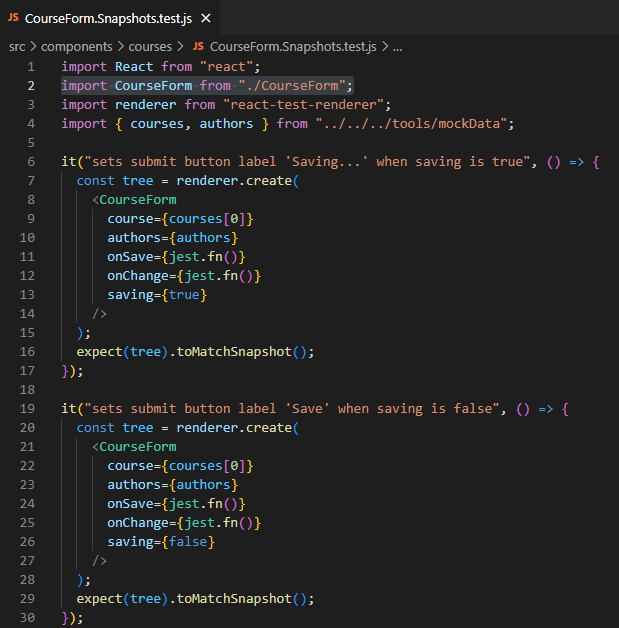 JS CourseForm.Snapshots.test.js ×
src > components > courses > JS CourseForm.Snapshots.test.js > ...
1 import React from "react";
2 import CourseForm from "./CourseForm";
3 import renderer from "react-test-renderer";
4 import { courses, authors } from "../../../tools/mockData";
5
6 it("sets submit button label 'Saving...' when saving is true", () => {
7   const tree = renderer.create(
8     <CourseForm
9       course={courses[0]}
10       authors={authors}
11       onSave={jest.fn()}
12       onChange={jest.fn()}
13       saving={true}
14     />
15   );
16   expect(tree).toMatchSnapshot();
17 });
18
19 it("sets submit button label 'Save' when saving is false", () => {
20   const tree = renderer.create(
21     <CourseForm
22       course={courses[0]}
23       authors={authors}
24       onSave={jest.fn()}
25       onChange={jest.fn()}
26       saving={false}
27     />
28   );
29   expect(tree).toMatchSnapshot();
30 });